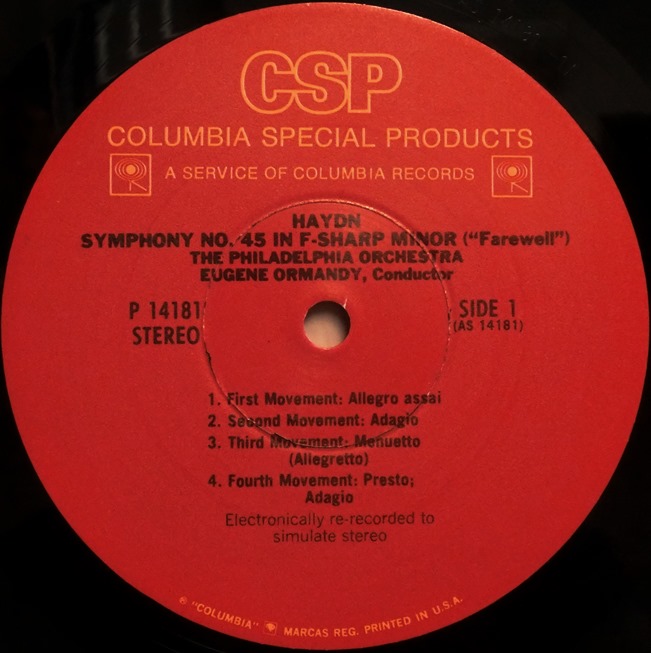 CSP
COLUMBIA SPECIAL PRODUCTS
A SERVICE OF COLUMBIA RECORDS
HAYDN
SYMPHONY NO. 45 IN F-SHARP MINOR ("Farewell")
THE PHILADELPHIA ORCHESTRA
EUGENE ORMANDY, Conductor
P 14181
STEREO
SIDE 1
(AS 14181)
1. First Movement: Allegro assai
2. Second Movement: Adagio
3. Third Movement: Menuetto
(Allegretto)
4. Fourth Movement: Presto;
Adagio
Electronically re-recorded to
simulate stereo
® "COLUMBIA" MARCAS REG. PRINTED IN U.S.A.